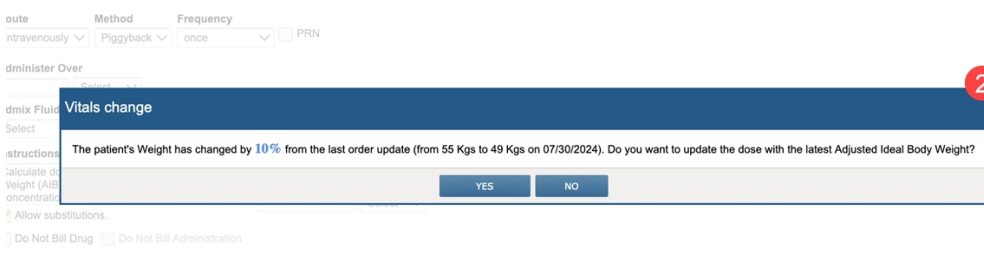 oute Method Frequency
ntravenously Piggyback once PRN
dminister Over
Select
2
dmix Fluid Vitals change
Select
The patient's Weight has changed by 10% from the last order update (from 55 Kgs to 49 Kgs on 07/30/2024). Do you want to update the dose with the latest Adjusted Ideal Body Weight?
structions
alculate do
Veight (AIB
oncentratio
YES NO
Select
Allow substitutions.
Do Not Bill Drug Do Not Bill Administration